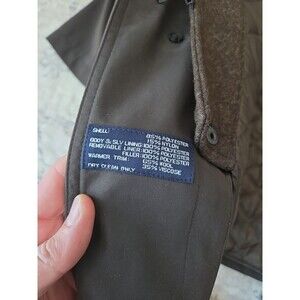 SHELL: 85% POLYESTER
15% NYLON
BODY & SLV LINING: 100% POLYESTER
REMOVABLE LINER: 100% POLYESTER
FILLER: 100% POLYESTER
WARMER TRIM: 65% WOOL
35% VISCOSE
DRY CLEAN ONLY